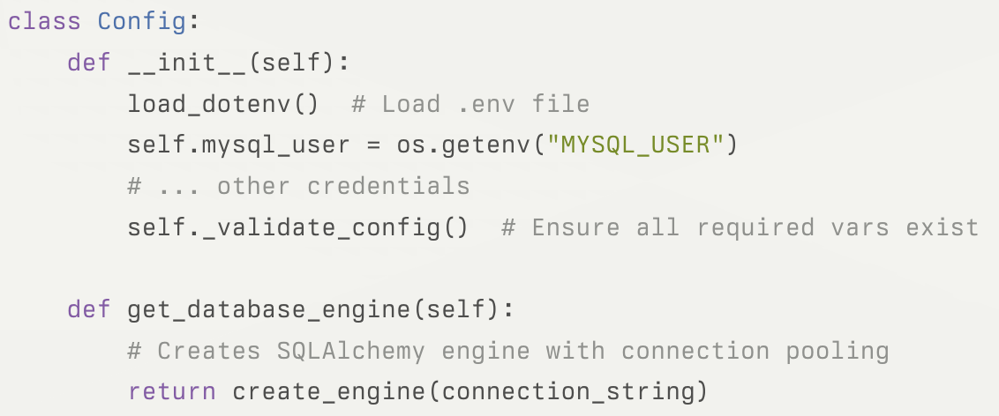 class Config:
    def __init__(self):
        load_dotenv()  # Load .env file
        self.mysql_user = os.getenv("MYSQL_USER")
        # ... other credentials
        self._validate_config()  # Ensure all required vars exist

    def get_database_engine(self):
        # Creates SQLAlchemy engine with connection pooling
        return create_engine(connection_string)